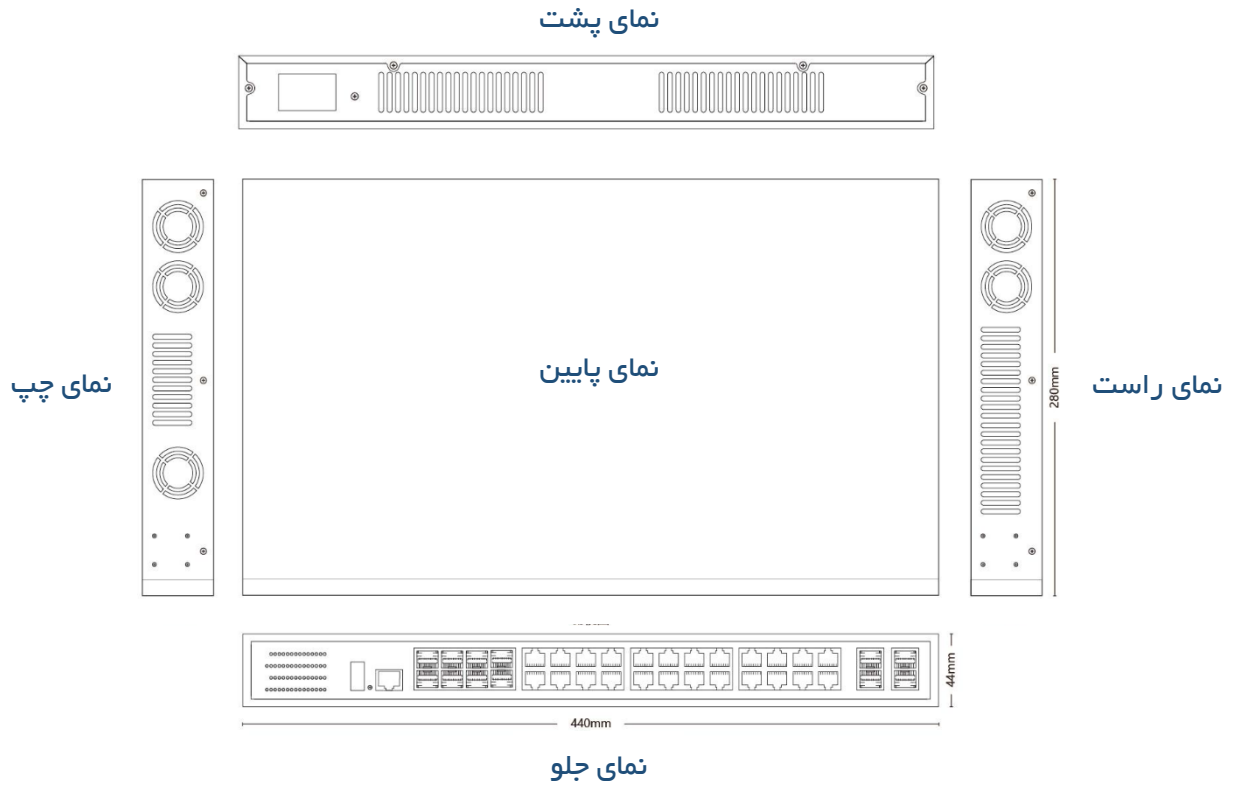 نمای پشت
نمای چپ
نمای پایین
280mm
نمای راست
44mm
440mm
نمای جلو